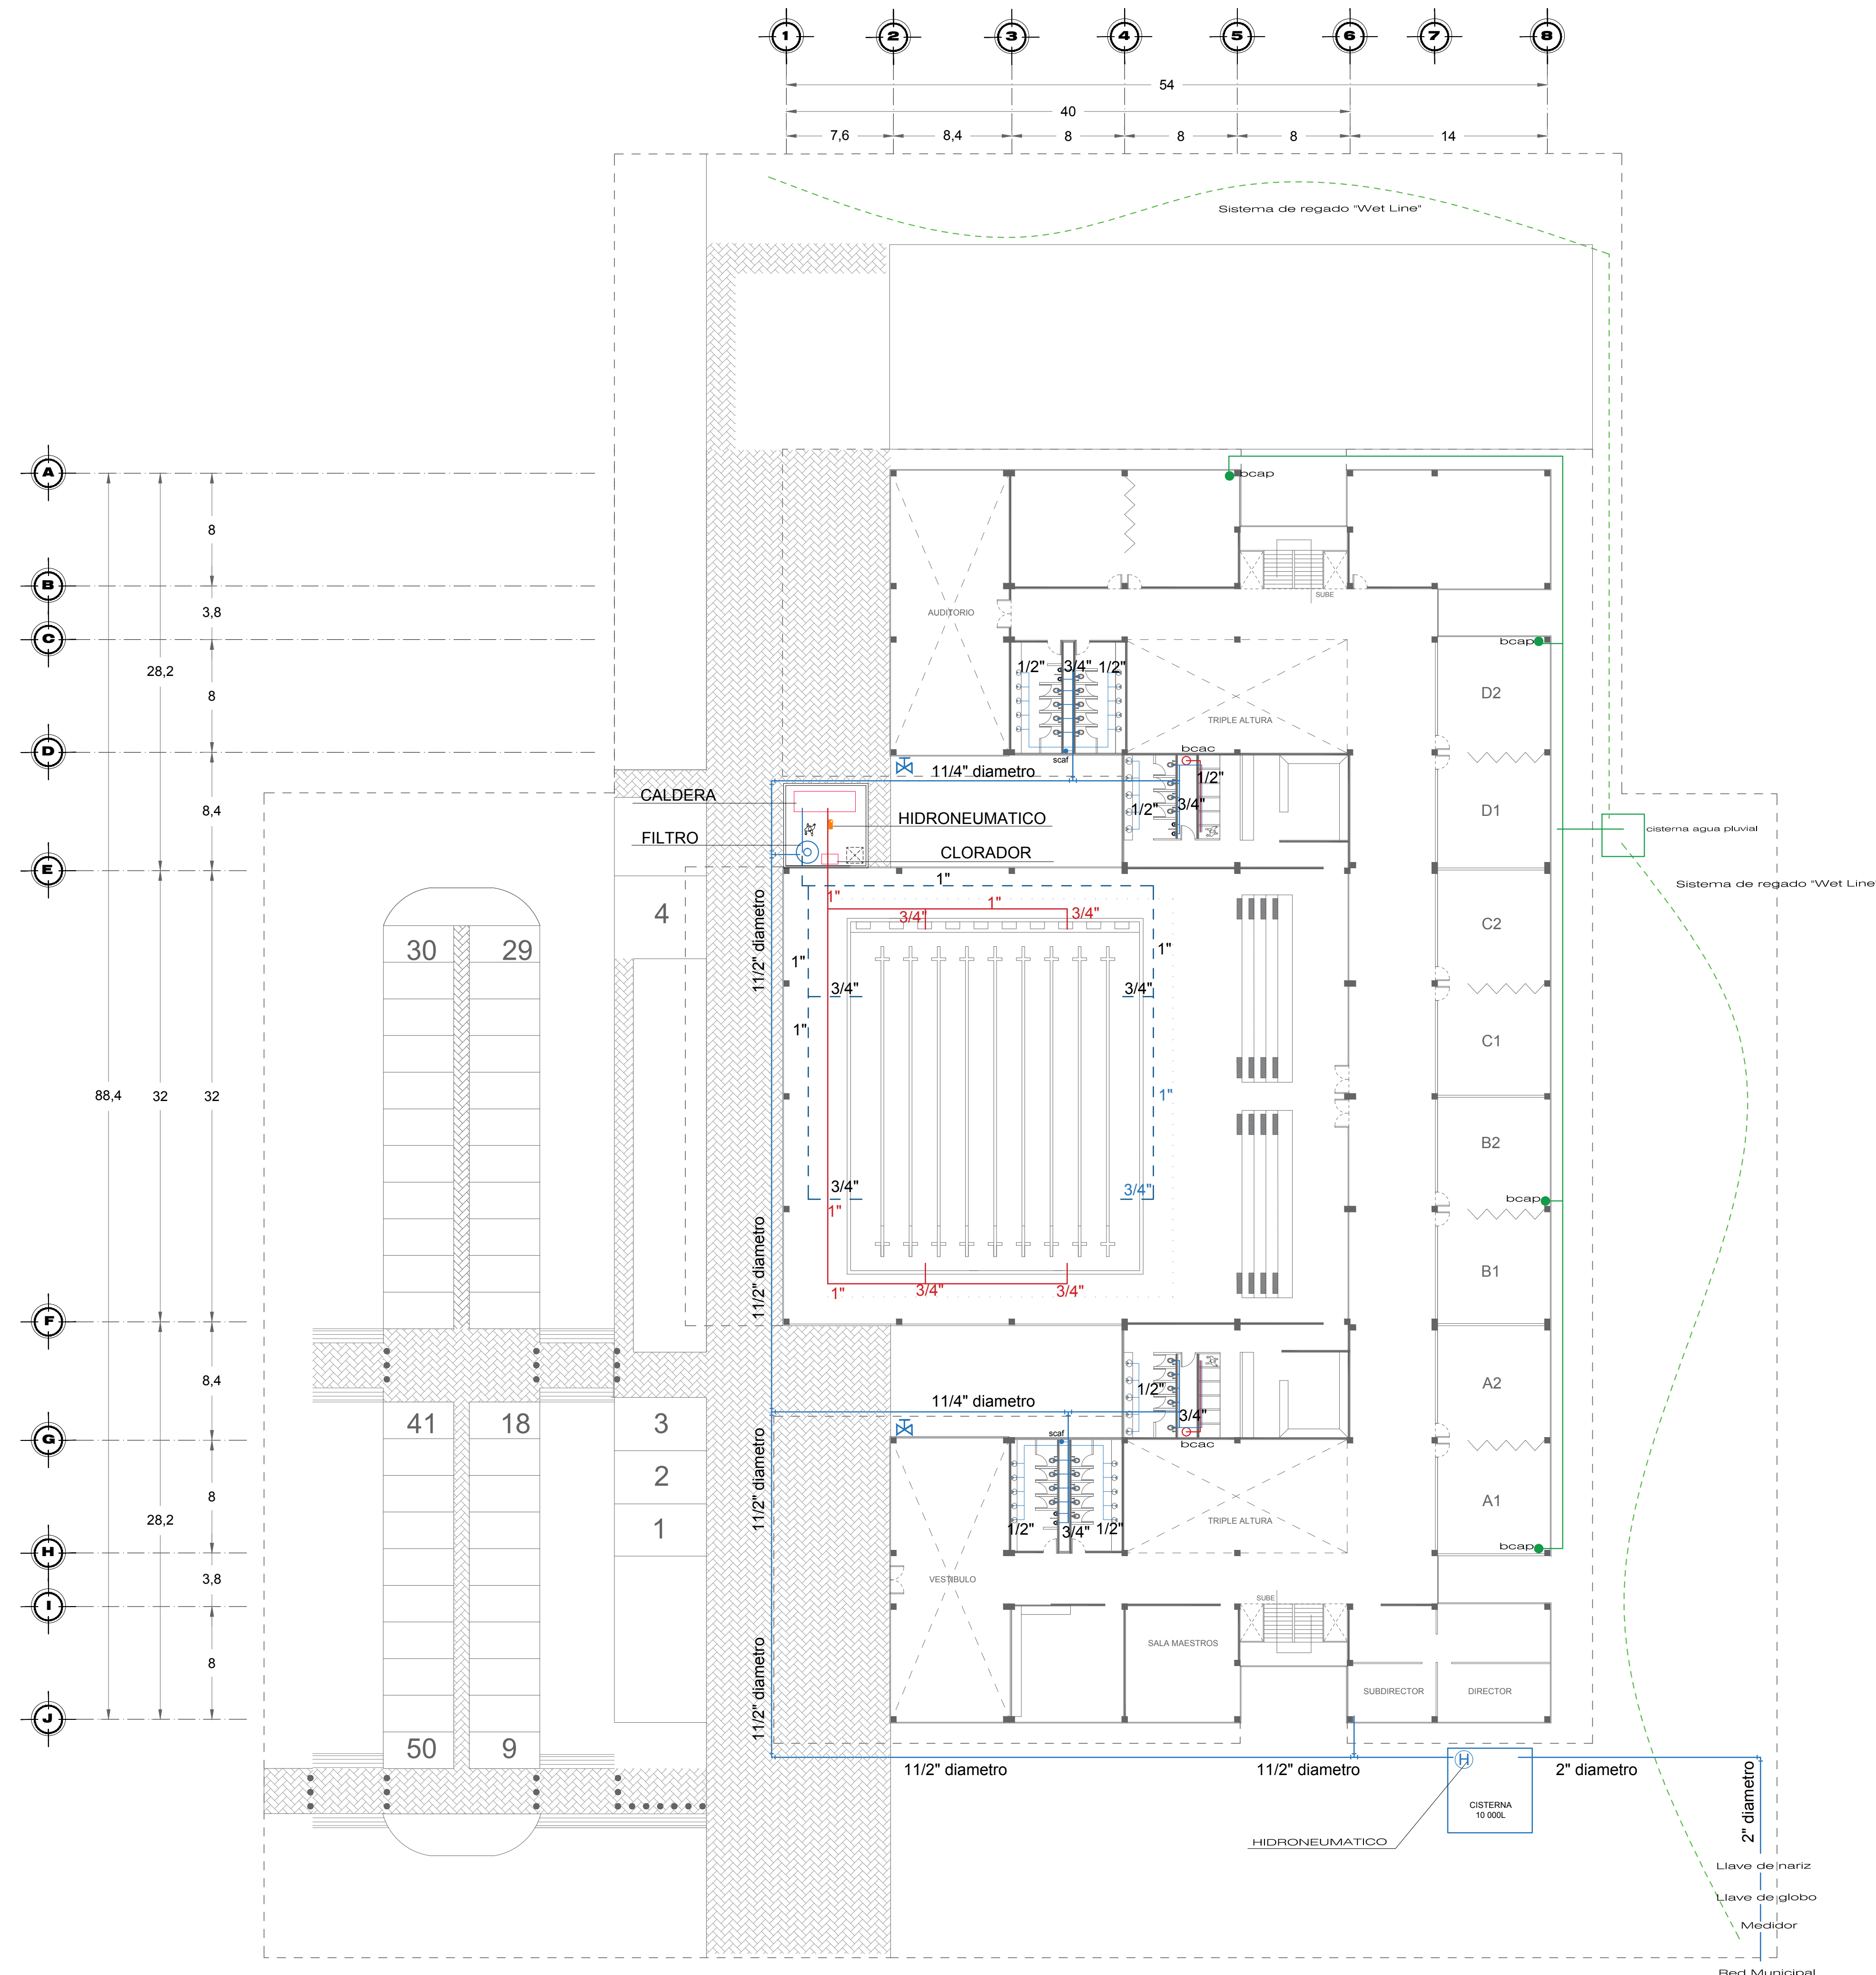 1 2 3 4 5 6 7 8
54
40
7,6 8,4 8 8 8 14
Sistema de regado "Wet Line"
A
8
B
3,8
C
28,2
8
D
8,4
E
88,4 32 32
F
8,4
G
8
28,2
H
3,8
I
8
J
bcap
SUBE
AUDITORIO
bcap
1/2" 3/4" 1/2"
D2
TRIPLE ALTURA
scaf
bcac
11/4" diametro
1/2"
CALDERA
1/2"
3/4"
D1
HIDRONEUMATICO
FILTRO
cisterna agua pluvial
CLORADOR
1"
Sistema de regado "Wet Line
1"
1"
3/4"
3/4"
4
C2
30 29
11/2" diametro
1"
1"
3/4"
3/4"
1"
C1
1"
B2
3/4"
3/4"
bcap
1"
11/2" diametro
B1
1"
3/4"
3/4"
A2
1/2"
11/4" diametro
3/4"
41 18 3
scaf
bcac
2
11/2" diametro
A1
1
1/2"
3/4"
1/2"
bcap
VESTIBULO
SUBE
SALA MAESTROS
11/2" diametro
SUBDIRECTOR
DIRECTOR
50 9
H
11/2" diametro
11/2" diametro
2" diametro
2" diametro
CISTERNA
10 000L
HIDRONEUMATICO
Llave de nariz
Llave de globo
Medidor
Red Municipal